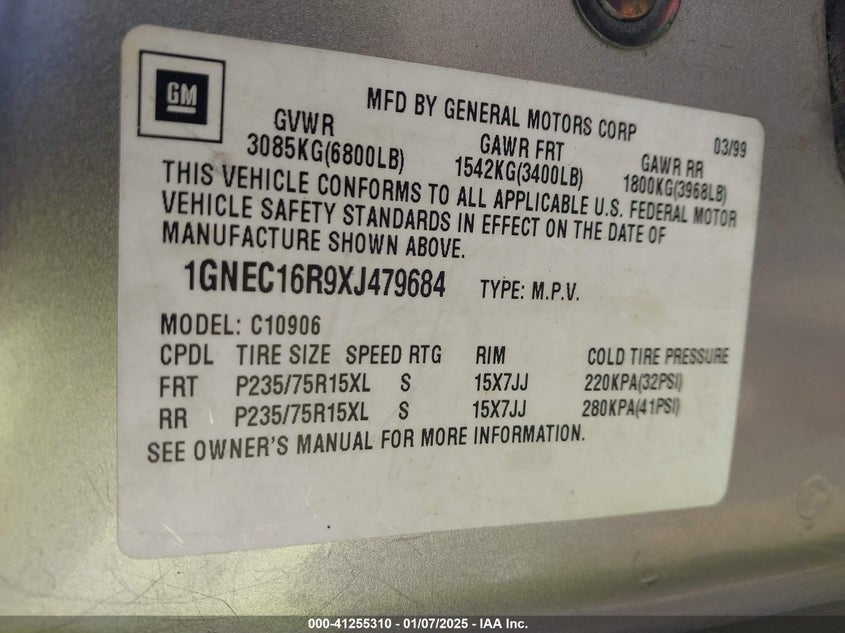 GM
MFD BY GENERAL MOTORS CORP 03/99
GVWR GAWR FRT GAWR RR
3085KG(6800LB) 1542KG(3400LB) 1800KG(3968LB)
THIS VEHICLE CONFORMS TO ALL APPLICABLE U.S. FEDERAL MOTOR
VEHICLE SAFETY STANDARDS IN EFFECT ON THE DATE OF
MANUFACTURE SHOWN ABOVE.
1GNEC16R9XJ479684 TYPE: M.P.V.
MODEL: C10906
CPDL TIRE SIZE SPEED RTG RIM COLD TIRE PRESSURE
FRT P235/75R15XL S 15X7JJ 220KPA(32PSI)
RR P235/75R15XL S 15X7JJ 280KPA(41PSI)
SEE OWNER'S MANUAL FOR MORE INFORMATION.
000-41255310 - 01/07/2025 - IAA Inc.